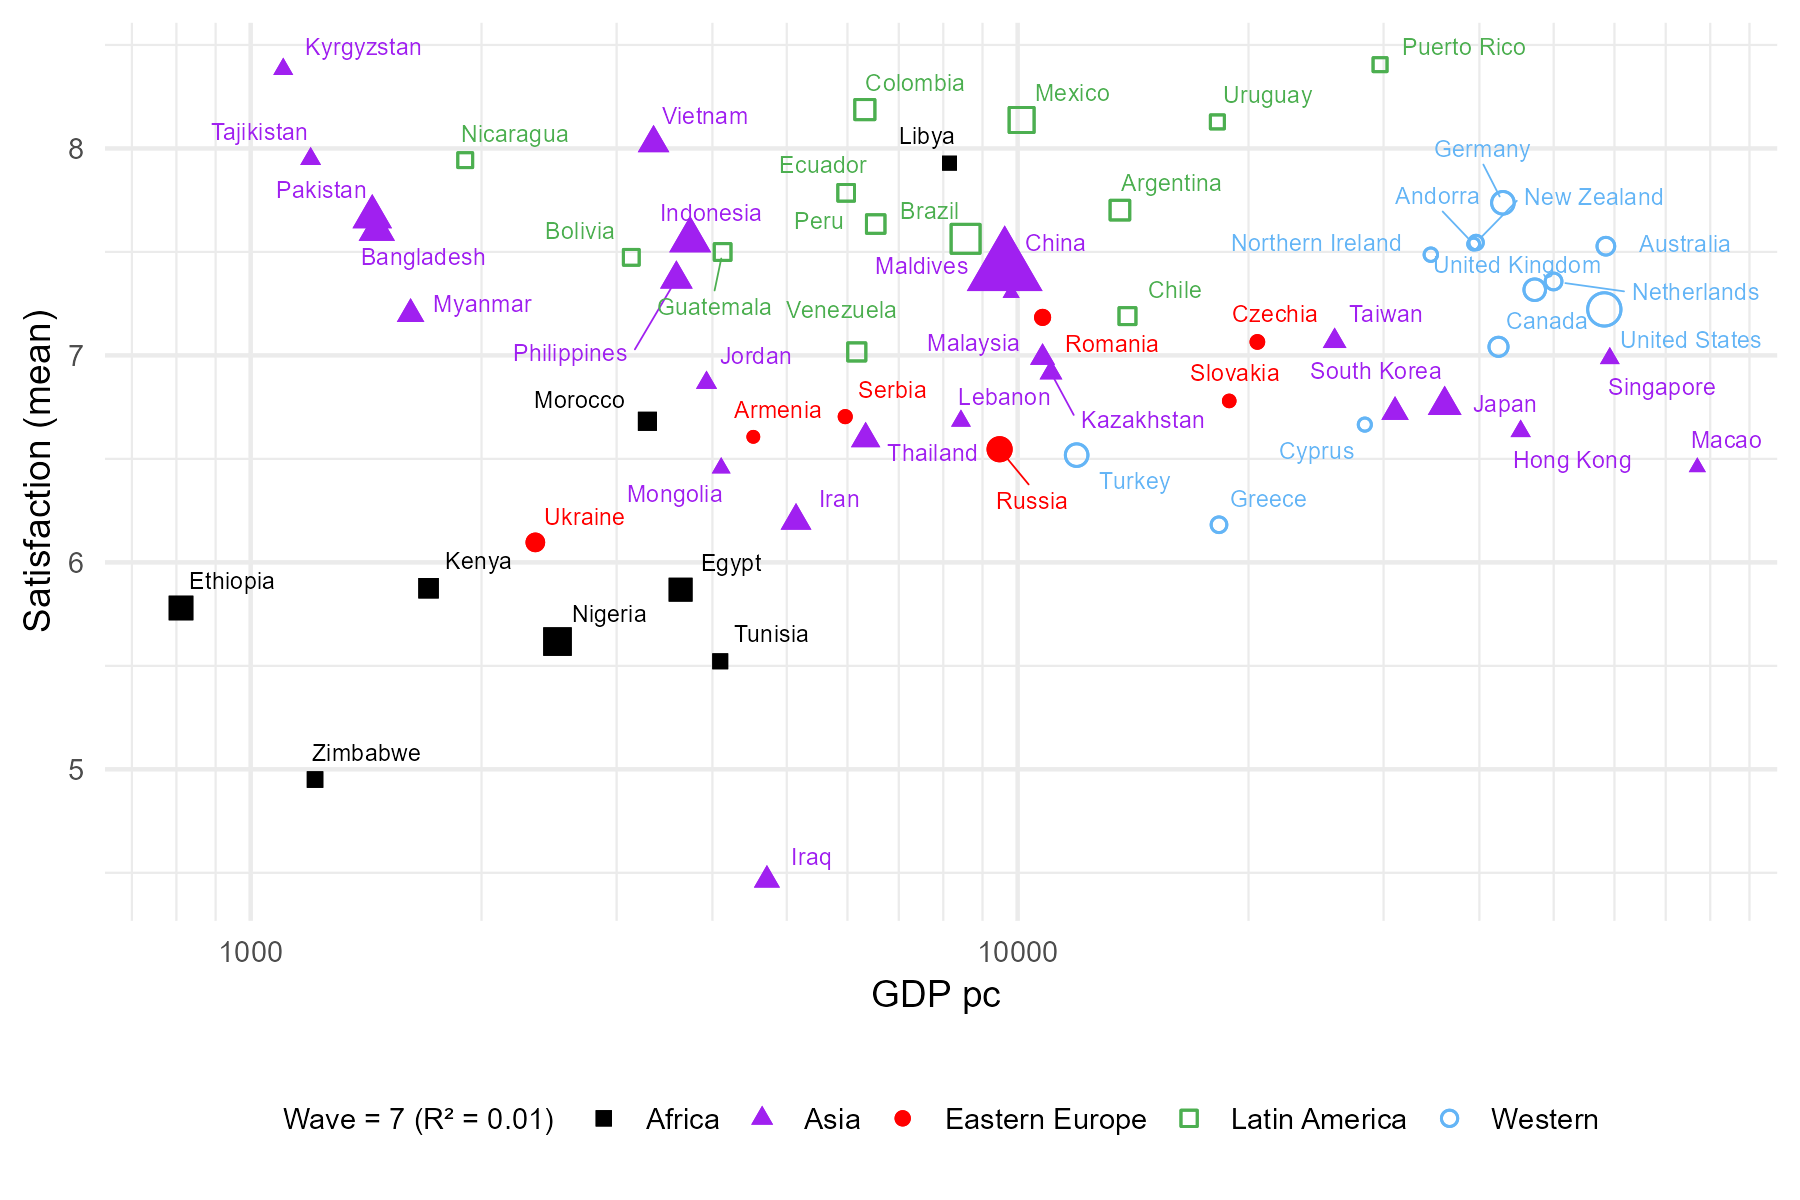 Kyrgyzstan
Puerto Rico
Colombia
Mexico
Uruguay
Vietnam
Tajikistan
Nicaragua
Libya
8
Germany
Ecuador
Argentina
Pakistan
Andorra
New Zealand
Indonesia
Brazil
Peru
Bolivia
China
Northern Ireland
Australia
Bangladesh
Maldives
United Kingdom
Chile
Netherlands
Myanmar
Guatemala
Venezuela
Czechia
Taiwan
Canada
Malaysia
Romania
United States
Philippines
7
Jordan
Slovakia
South Korea
Singapore
Serbia
Morocco
Lebanon
Japan
Armenia
Kazakhstan
Macao
Thailand
Cyprus
Hong Kong
Turkey
Mongolia
Iran
Russia
Greece
Ukraine
6
Kenya
Egypt
Ethiopia
Nigeria
Tunisia
Zimbabwe
5
Iraq
Satisfaction (mean)
1000
10000
GDP pc
Wave = 7 (R² = 0.01) Africa Asia Eastern Europe Latin America Western